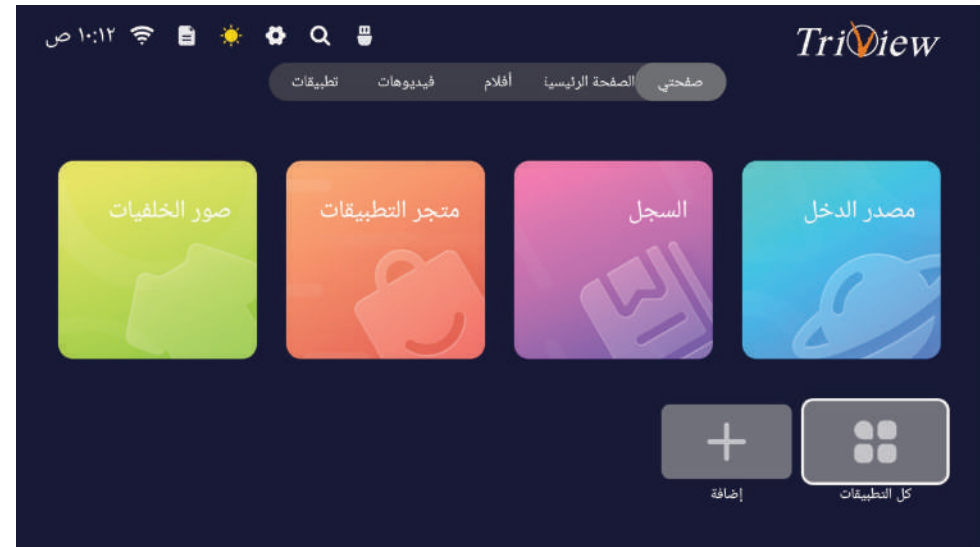 TriView
١٠:١٢ ص
صفحتي الصفحة الرئيسية أفلام فيديوهات تطبيقات
مصدر الدخل السجل متجر التطبيقات صور الخلفيات
كل التطبيقات إضافة